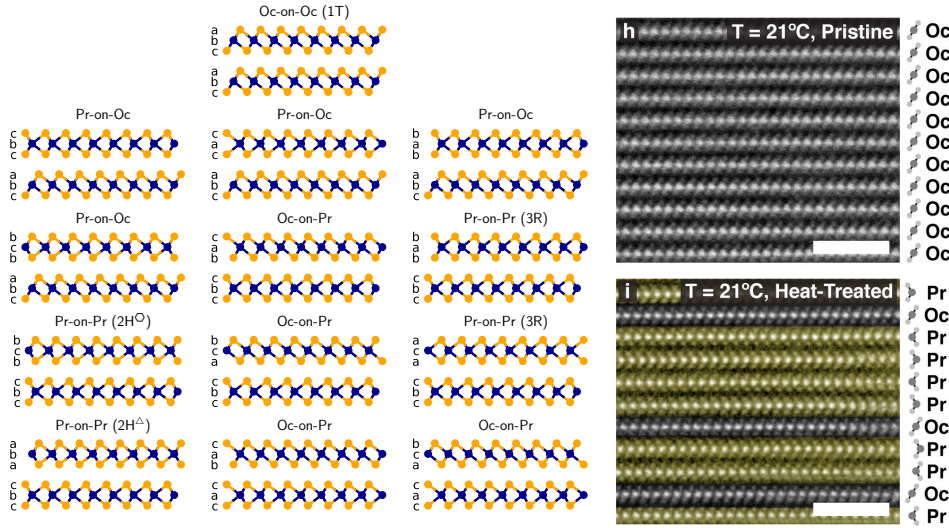 Oc-on-Oc (1T)
a
b
c
a
b
c
Pr-on-Oc
c
b
c
a
b
c
Pr-on-Oc
c
a
c
a
b
c
Pr-on-Oc
b
a
b
a
b
c
Pr-on-Oc
b
c
b
a
b
c
Oc-on-Pr
c
a
b
c
b
c
Pr-on-Pr (3R)
b
a
b
c
b
c
Pr-on-Pr (2H⎔)
b
c
b
c
b
c
Oc-on-Pr
c
b
a
c
b
c
Pr-on-Pr (3R)
a
c
a
c
b
c
Pr-on-Pr (2H△)
a
b
a
c
b
c
Oc-on-Pr
a
b
c
c
a
c
Oc-on-Pr
b
c
a
c
a
c
h T = 21°C, Pristine
Oc
Oc
Oc
Oc
Oc
Oc
Oc
Oc
Oc
Oc
Oc
i T = 21°C, Heat-Treated
Pr
Oc
Pr
Pr
Pr
Pr
Oc
Pr
Pr
Oc
Pr